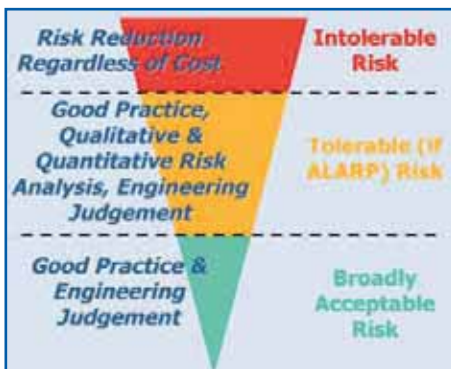 Risk Reduction
Regardless of Cost
Intolerable
Risk
Good Practice,
Qualitative &
Quantitative Risk
Analysis, Engineering
Judgement
Tolerable (if
ALARP) Risk
Good Practice &
Engineering
Judgement
Broadly
Acceptable
Risk